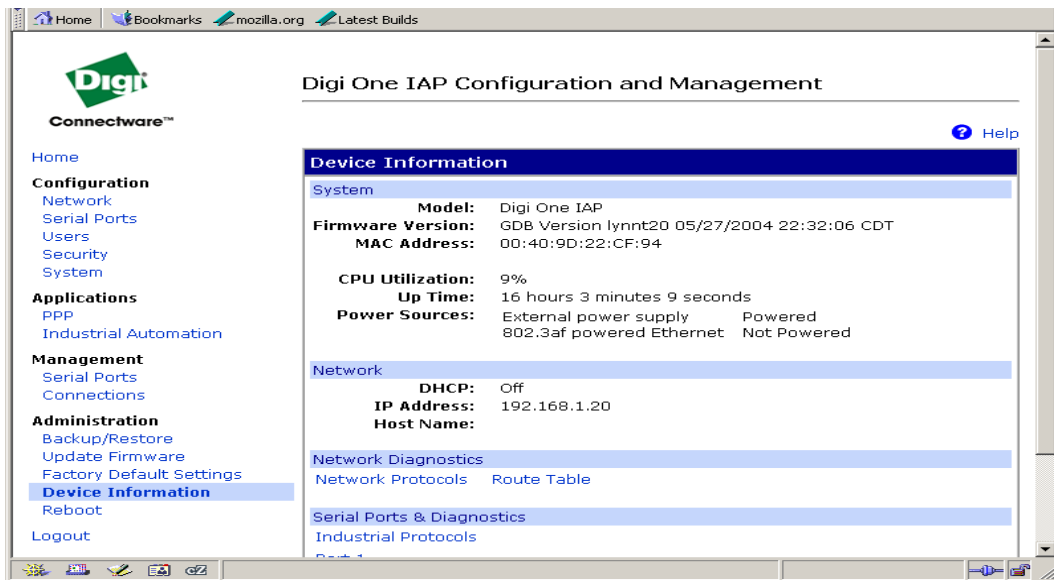 Home Bookmarks mozilla.org Latest Builds
Digi
Connectware™
Digi One IAP Configuration and Management
Help
Home
Configuration
Network
Serial Ports
Users
Security
System
Applications
PPP
Industrial Automation
Management
Serial Ports
Connections
Administration
Backup/Restore
Update Firmware
Factory Default Settings
Device Information
Reboot
Logout
Device Information
System
Model: Digi One IAP
Firmware Version: GDB Version lynnt20 05/27/2004 22:32:06 CDT
MAC Address: 00:40:9D:22:CF:94
CPU Utilization: 9%
Up Time: 16 hours 3 minutes 9 seconds
Power Sources: External power supply Powered
802.3af powered Ethernet Not Powered
Network
DHCP: Off
IP Address: 192.168.1.20
Host Name:
Network Diagnostics
Network Protocols Route Table
Serial Ports & Diagnostics
Industrial Protocols